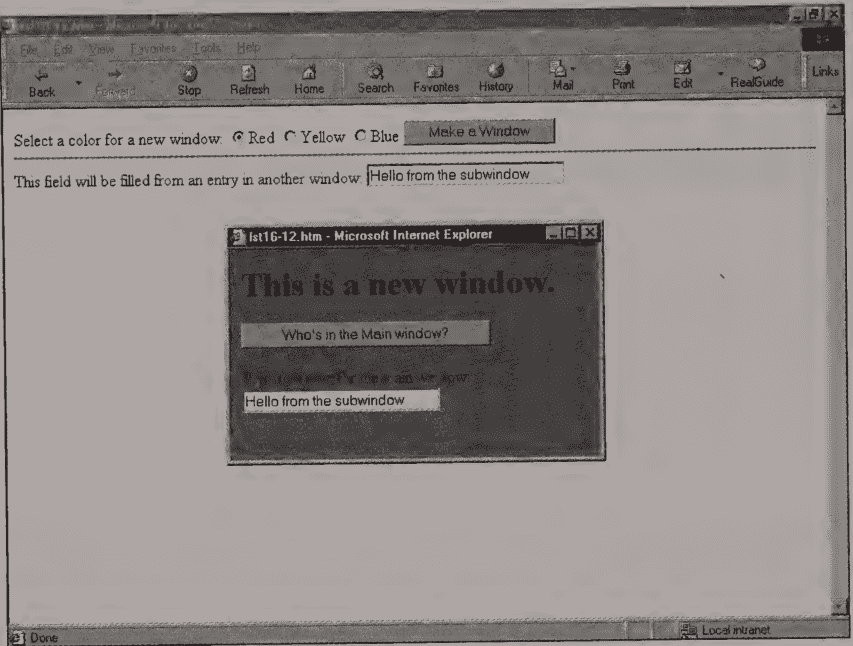 File Edit View Favorites Tools Help
Back Forward Stop Refresh Home Search Favorites History Mail Print Edit RealGuide Links
Select a color for a new window: Red Yellow Blue Make a Window
This field will be filled from an entry in another window: Hello from the subwindow
lst16-12.htm - Microsoft Internet Explorer
This is a new window.
Who's in the Main window?
Hello from the subwindow
Done Local intranet